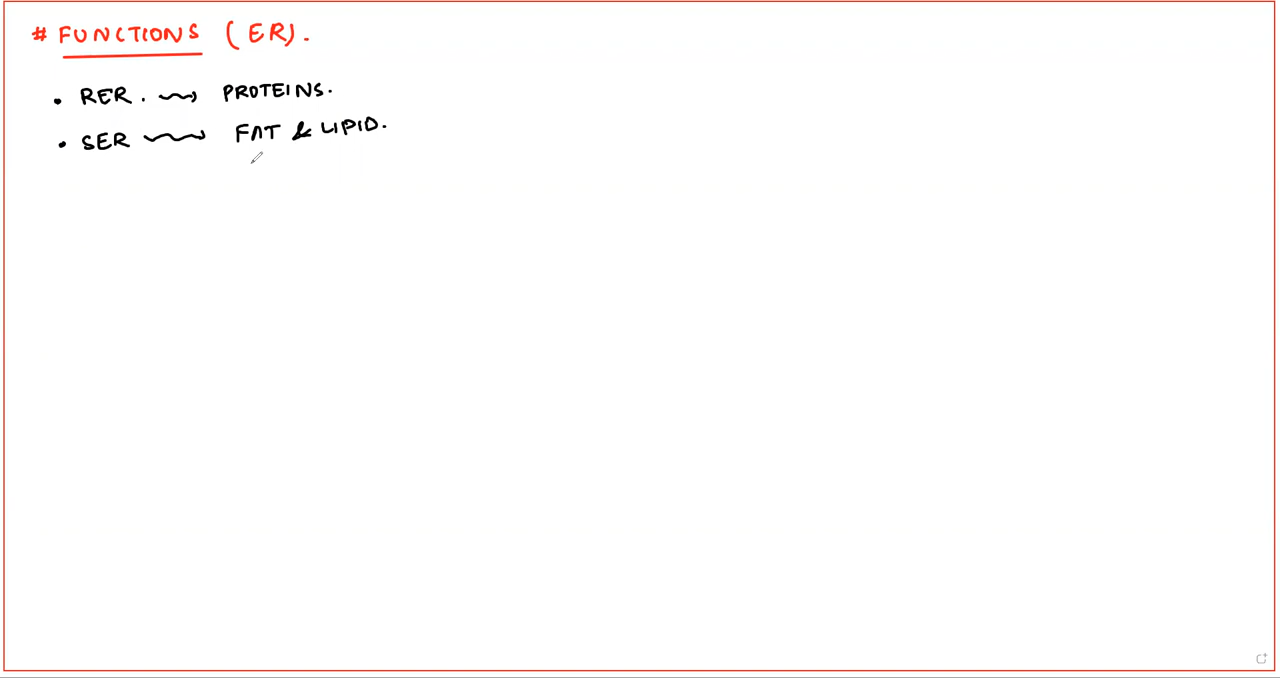 # FUNCTIONS (ER).
• RER. ⟿ PROTEINS.
• SER ⟿ FAT & LIPID.